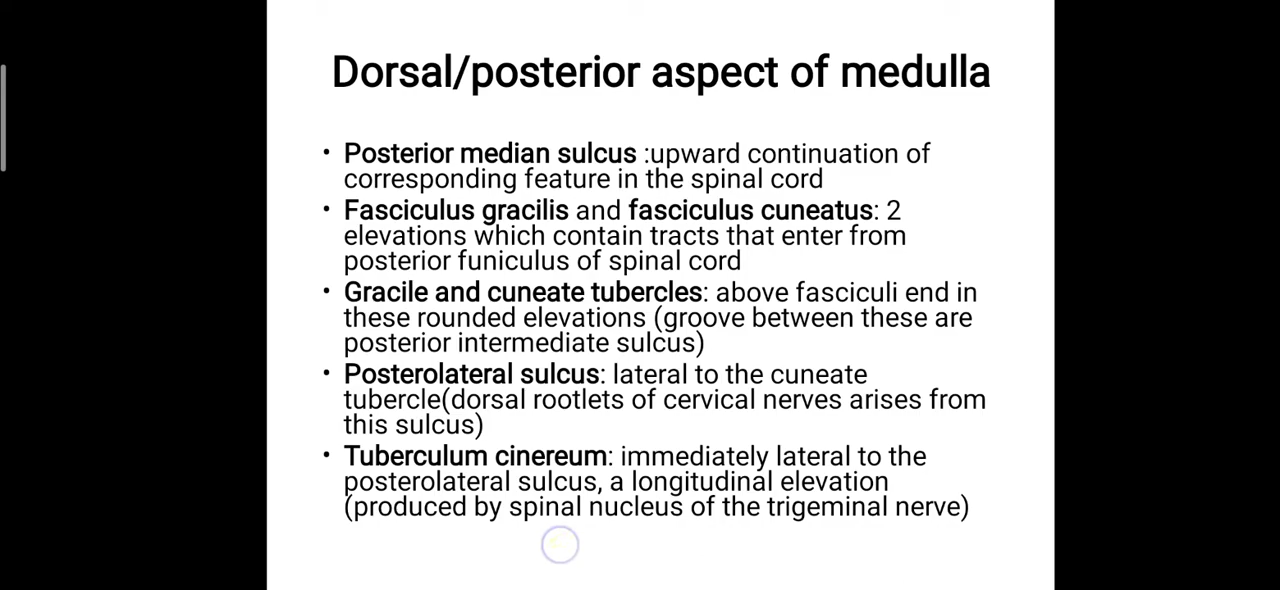 Dorsal/posterior aspect of medulla
• Posterior median sulcus :upward continuation of
corresponding feature in the spinal cord
• Fasciculus gracilis and fasciculus cuneatus: 2
elevations which contain tracts that enter from
posterior funiculus of spinal cord
• Gracile and cuneate tubercles: above fasciculi end in
these rounded elevations (groove between these are
posterior intermediate sulcus)
• Posterolateral sulcus: lateral to the cuneate
tubercle(dorsal rootlets of cervical nerves arises from
this sulcus)
• Tuberculum cinereum: immediately lateral to the
posterolateral sulcus, a longitudinal elevation
(produced by spinal nucleus of the trigeminal nerve)